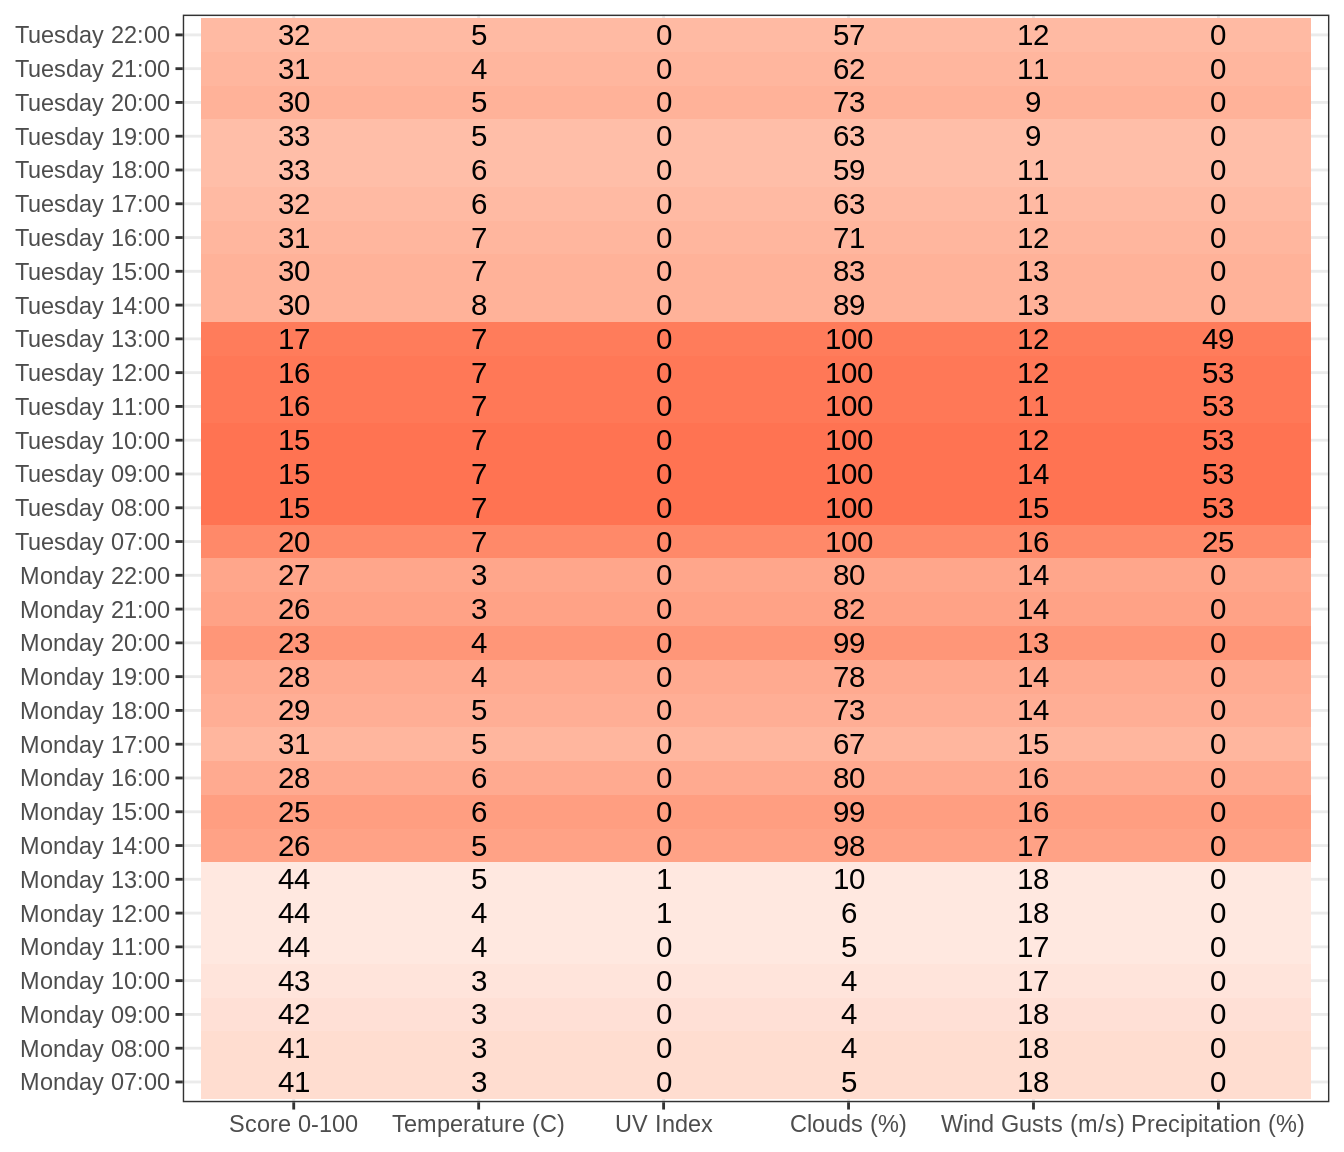 Tuesday 22:00 32 5 0 57 12 0
Tuesday 21:00 31 4 0 62 11 0
Tuesday 20:00 30 5 0 73 9 0
Tuesday 19:00 33 5 0 63 9 0
Tuesday 18:00 33 6 0 59 11 0
Tuesday 17:00 32 6 0 63 11 0
Tuesday 16:00 31 7 0 71 12 0
Tuesday 15:00 30 7 0 83 13 0
Tuesday 14:00 30 8 0 89 13 0
Tuesday 13:00 17 7 0 100 12 49
Tuesday 12:00 16 7 0 100 12 53
Tuesday 11:00 16 7 0 100 11 53
Tuesday 10:00 15 7 0 100 12 53
Tuesday 09:00 15 7 0 100 14 53
Tuesday 08:00 15 7 0 100 15 53
Tuesday 07:00 20 7 0 100 16 25
Monday 22:00 27 3 0 80 14 0
Monday 21:00 26 3 0 82 14 0
Monday 20:00 23 4 0 99 13 0
Monday 19:00 28 4 0 78 14 0
Monday 18:00 29 5 0 73 14 0
Monday 17:00 31 5 0 67 15 0
Monday 16:00 28 6 0 80 16 0
Monday 15:00 25 6 0 99 16 0
Monday 14:00 26 5 0 98 17 0
Monday 13:00 44 5 1 10 18 0
Monday 12:00 44 4 1 6 18 0
Monday 11:00 44 4 0 5 17 0
Monday 10:00 43 3 0 4 17 0
Monday 09:00 42 3 0 4 18 0
Monday 08:00 41 3 0 4 18 0
Monday 07:00 41 3 0 5 18 0
Score 0-100 Temperature (C) UV Index Clouds (%) Wind Gusts (m/s) Precipitation (%)